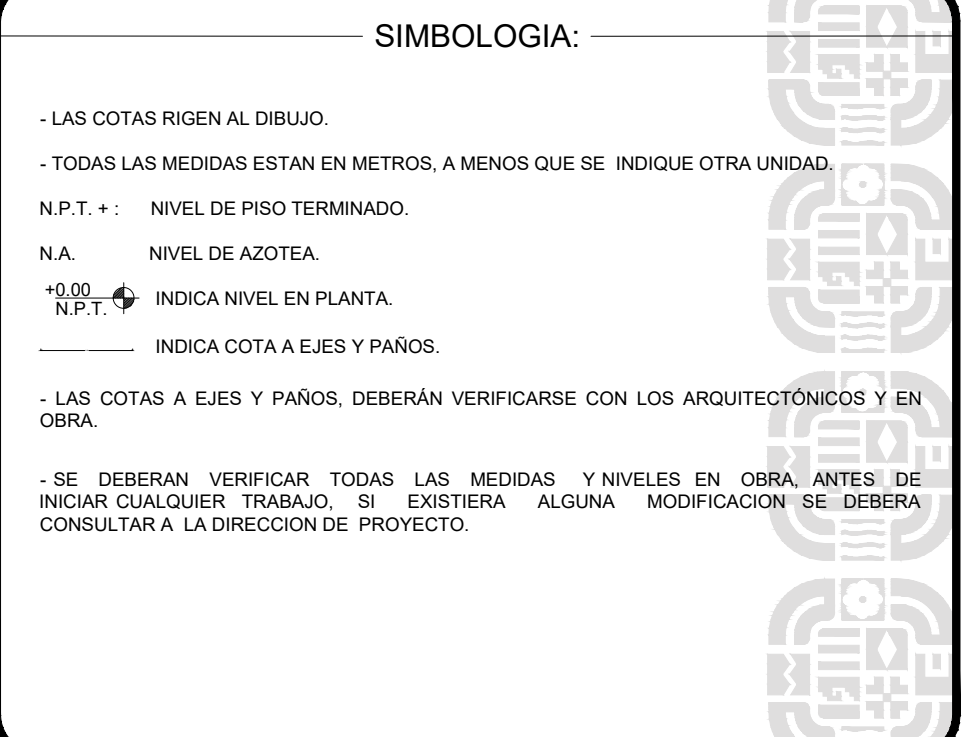 SIMBOLOGIA:
- LAS COTAS RIGEN AL DIBUJO.
- TODAS LAS MEDIDAS ESTAN EN METROS, A MENOS QUE SE INDIQUE OTRA UNIDAD.
N.P.T. + : NIVEL DE PISO TERMINADO.
N.A. NIVEL DE AZOTEA.
+0.00
N.P.T. INDICA NIVEL EN PLANTA.
INDICA COTA A EJES Y PAÑOS.
- LAS COTAS A EJES Y PAÑOS, DEBERÁN VERIFICARSE CON LOS ARQUITECTÓNICOS Y EN
OBRA.
- SE DEBERAN VERIFICAR TODAS LAS MEDIDAS Y NIVELES EN OBRA, ANTES DE
INICIAR CUALQUIER TRABAJO, SI EXISTIERA ALGUNA MODIFICACION SE DEBERA
CONSULTAR A LA DIRECCION DE PROYECTO.